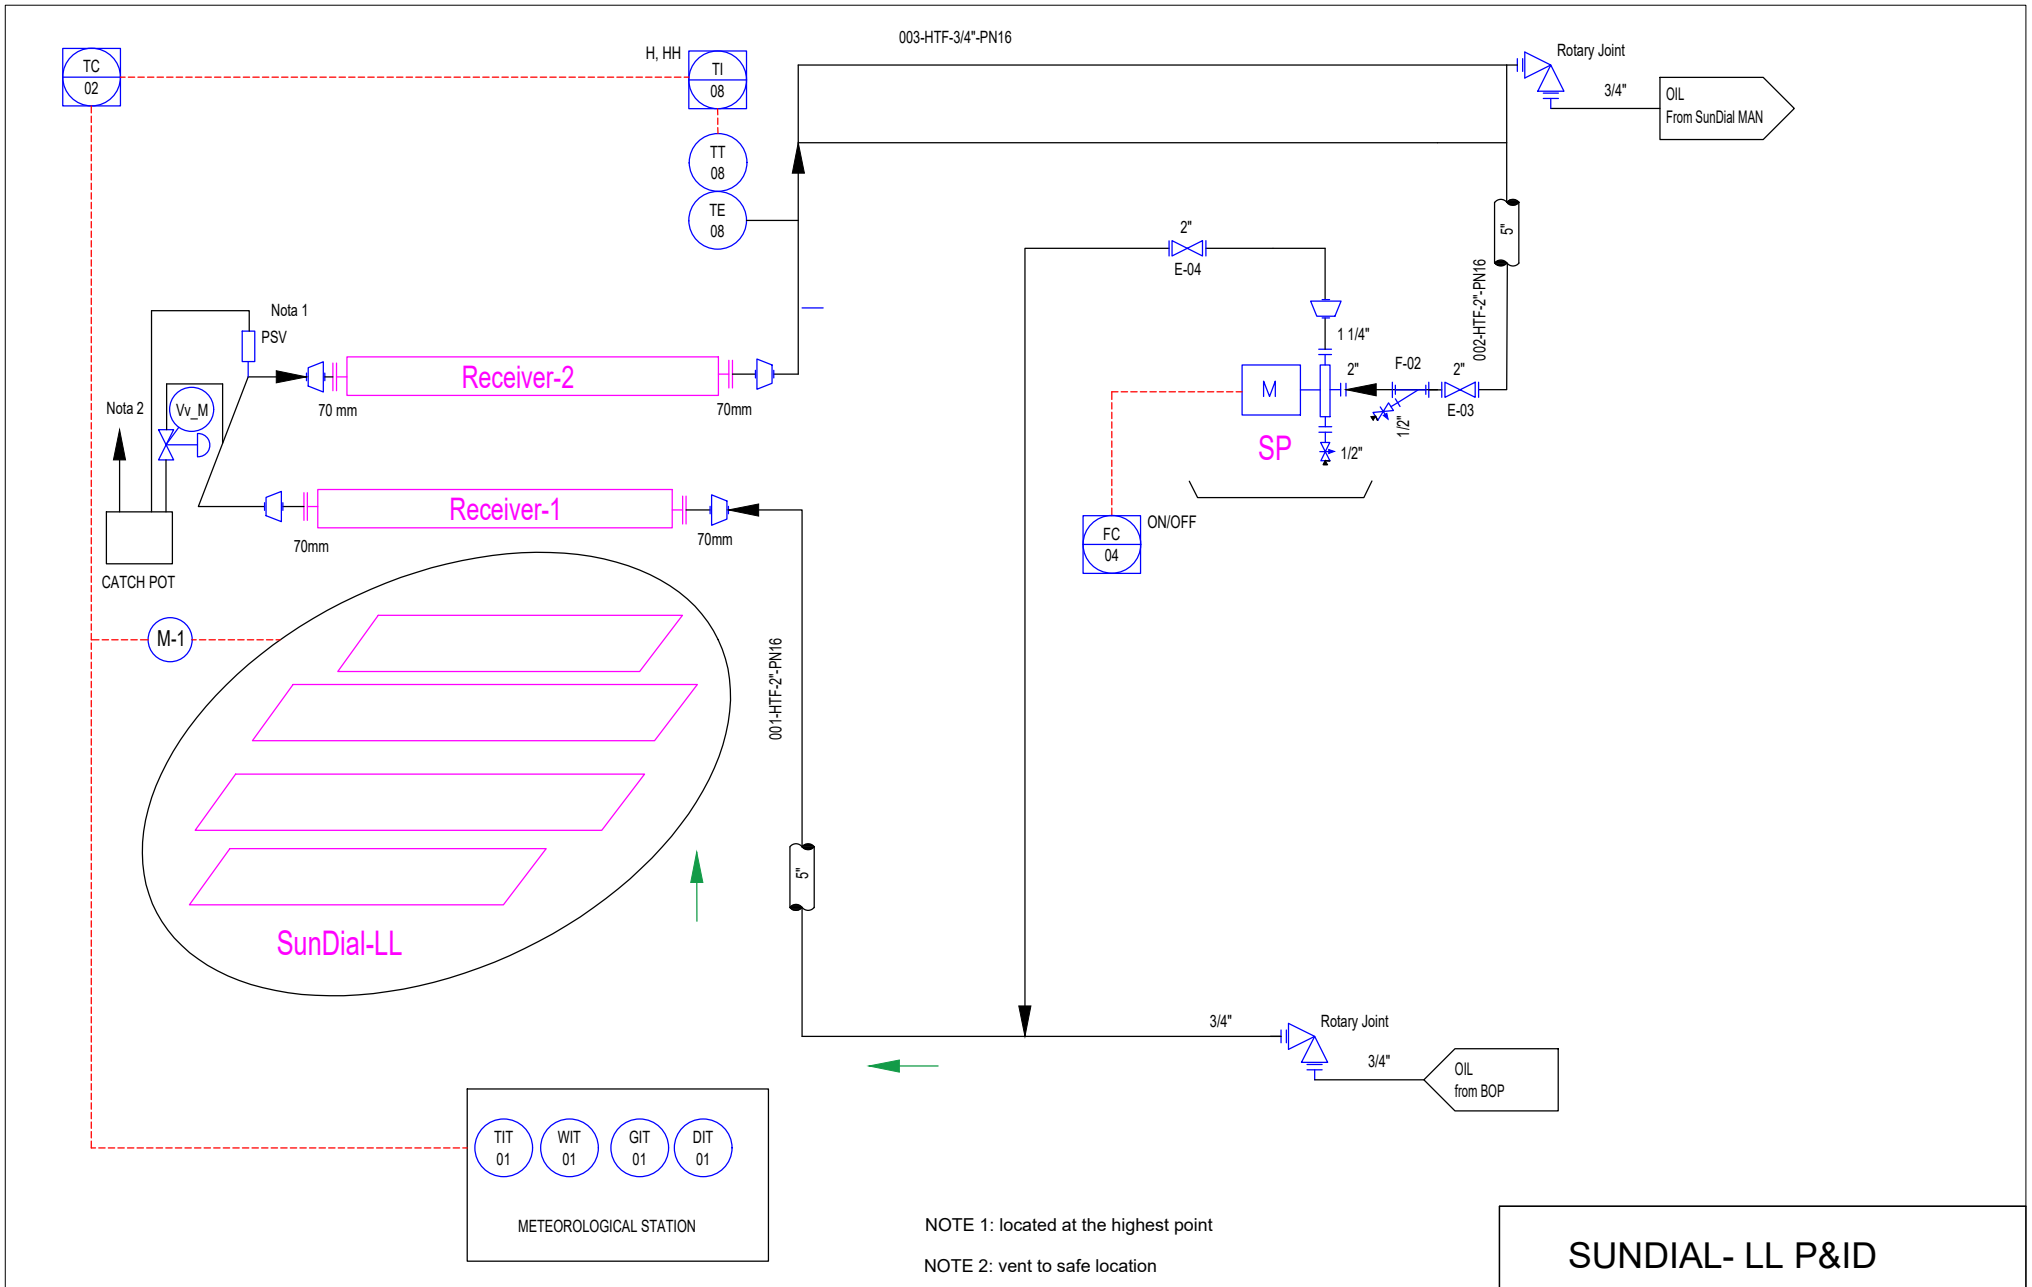 003-HTF-3/4"-PN16
TC
02
H, HH
TI
08
Rotary Joint
3/4"
OIL
From SunDial MAN
TT
08
TE
08
2"
E-04
5"
002-HTF-2"-PN16
Nota 1
PSV
1 1/4"
Receiver-2
70 mm
70mm
M
2"
F-02
2"
E-03
1/2"
SP
1/2"
Nota 2
Vv_M
Receiver-1
70mm
70mm
FC
04
ON/OFF
CATCH POT
M-1
001-HTF-2"-PN16
5"
SunDial-LL
3/4"
Rotary Joint
3/4"
OIL
from BOP
TIT
01
WIT
01
GIT
01
DIT
01
METEOROLOGICAL STATION
NOTE 1: located at the highest point
NOTE 2: vent to safe location
SUNDIAL- LL P&ID